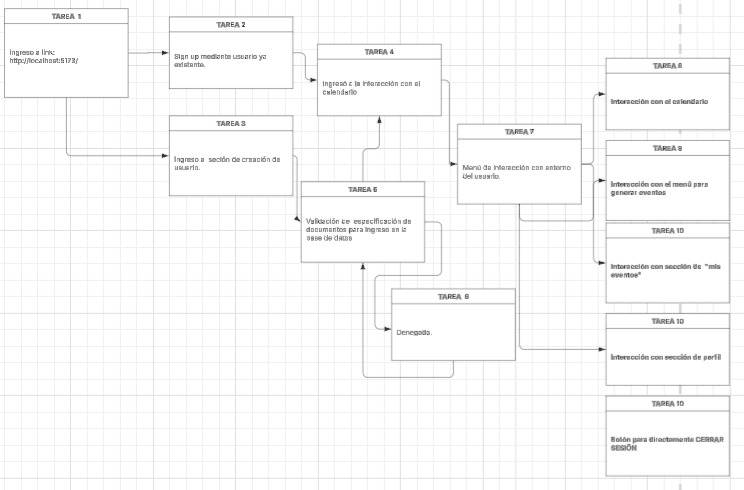 TAREA 1
Ingreso a link:
http://localhost:5173/
TAREA 2
Sign up mediante usuario ya
existente.
TAREA 3
Ingreso a seción de creación de
usuario.
TAREA 4
Ingreso a la interacción con el
calendario
TAREA 5
Validación de especificación de
documentos para ingreso en la
base de datos
TAREA 6
Denegado.
TAREA 7
Menú de interacción con entorno
del usuario.
TAREA 8
Interacción con el calendario
TAREA 9
Interacción con el menú para
generar eventos
TAREA 10
Interacción con sección de "mis
eventos"
TAREA 10
Interacción con sección de perfil
TAREA 10
Botón para directamente CERRAR
SESIÓN